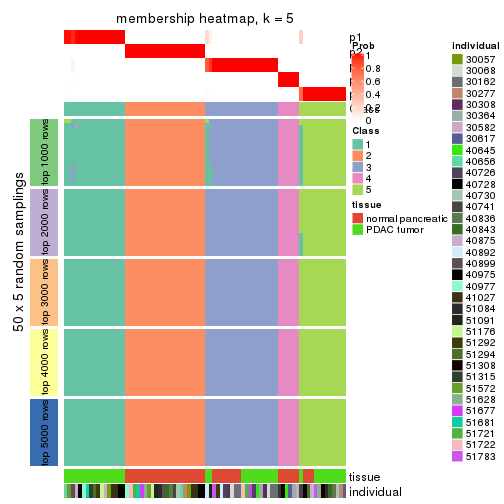 membership heatmap, k = 5
p1
p2
Prob
1
0.8
0.6
0.4
0.2
0
Class
1
2
3
4
5
tissue
normal pancreatic
PDAC tumor
individual
30057
30068
30162
30277
30308
30364
30582
30617
40645
40656
40726
40728
40730
40741
40836
40843
40875
40892
40899
40975
40977
41027
51084
51091
51176
51292
51294
51308
51315
51572
51628
51677
51681
51721
51722
51783
50 x 5 random samplings
top 1000 rows
top 2000 rows
top 3000 rows
top 4000 rows
top 5000 rows
tissue
individual